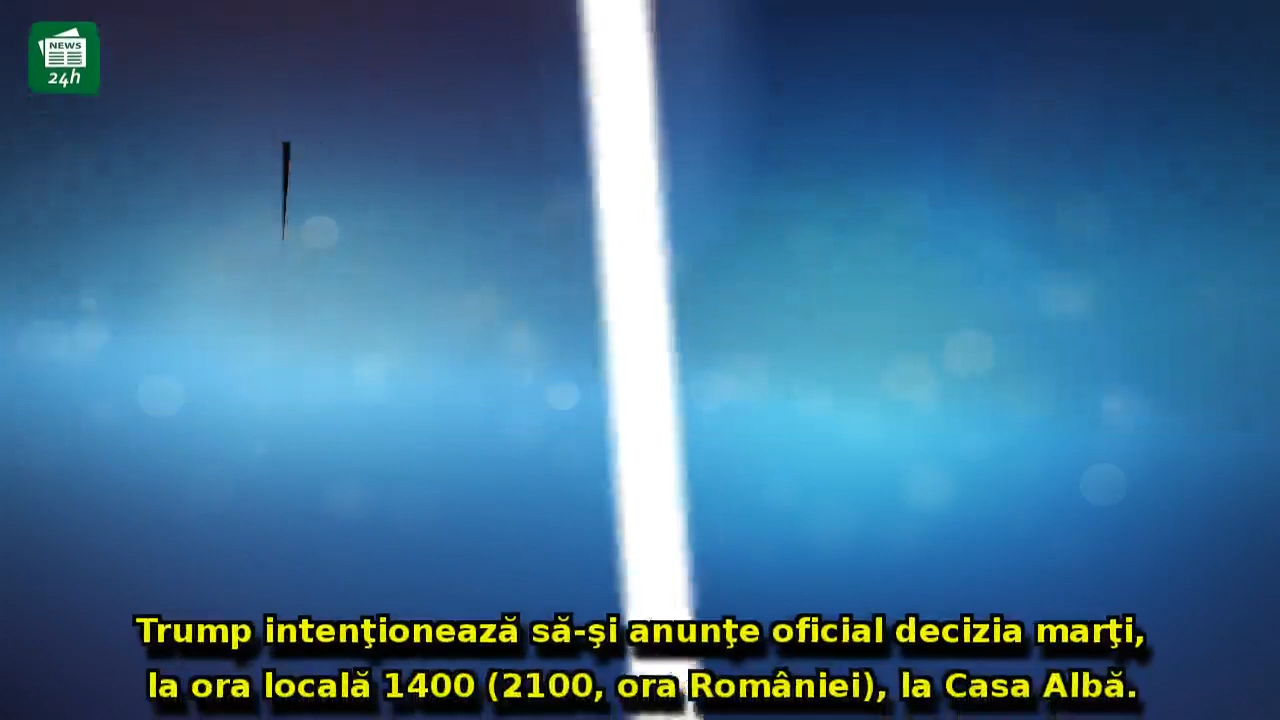 NEWS
24h
Trump intenţionează să-şi anunţe oficial decizia marţi,
la ora locală 1400 (2100, ora României), la Casa Albă.